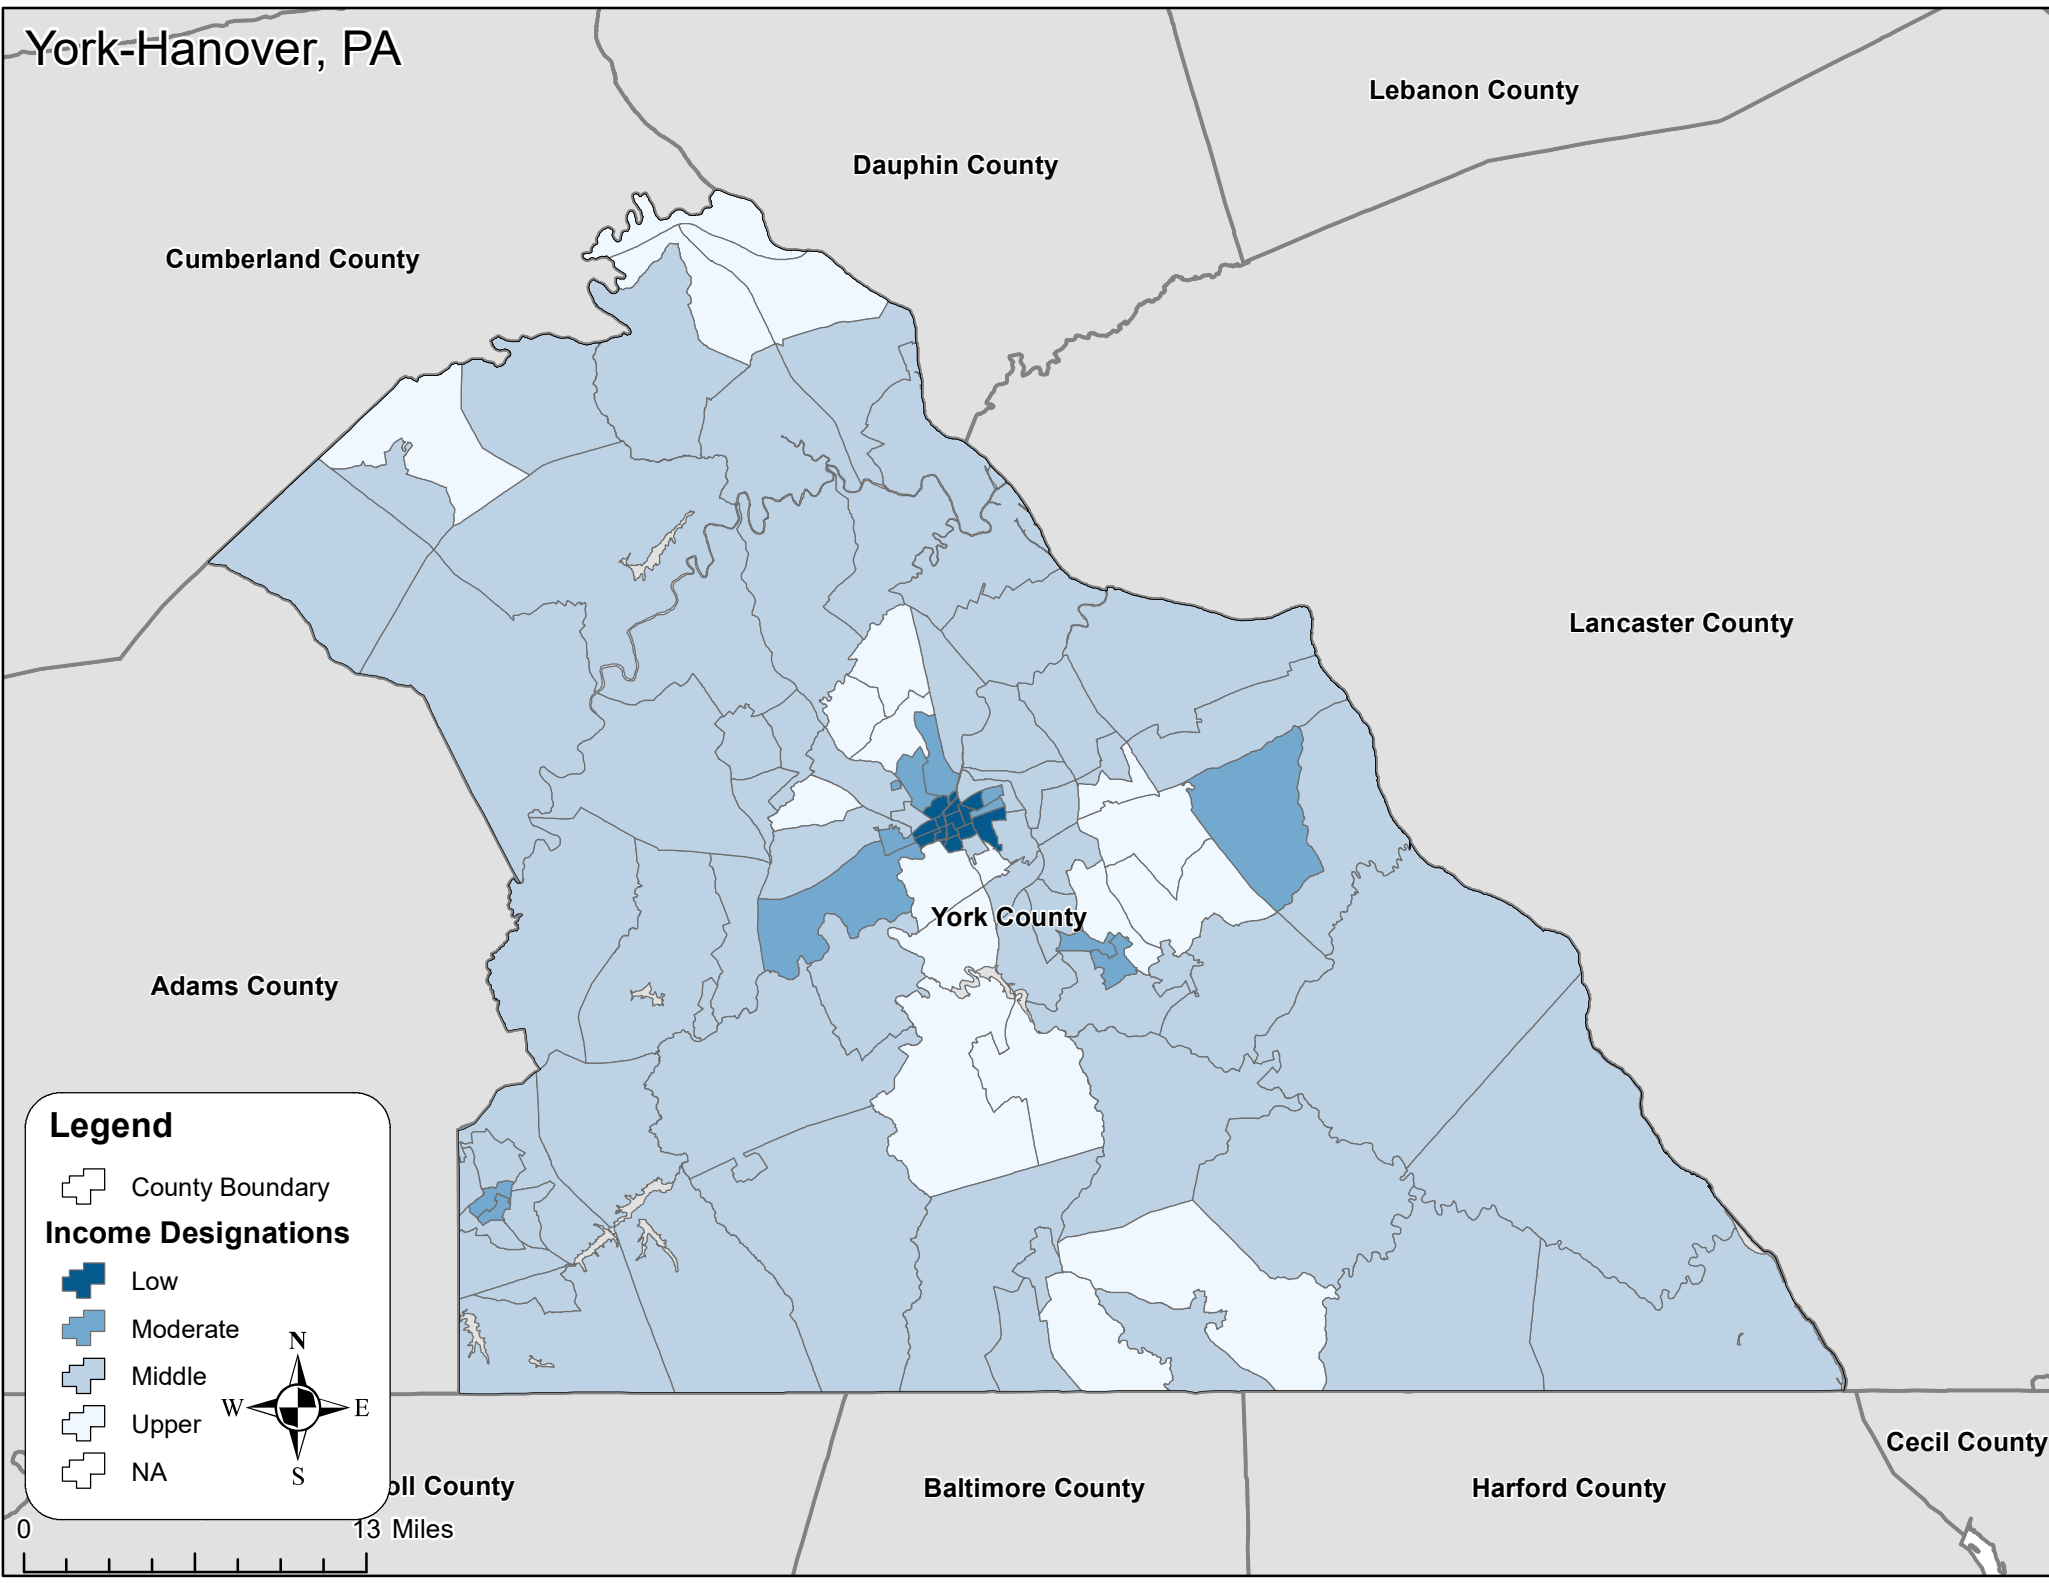 York-Hanover, PA
Lebanon County
Dauphin County
Cumberland County
Lancaster County
York County
Adams County
Legend
County Boundary
Income Designations
Low
Moderate
Middle
Upper
NA
N
W E
S
oll County
Baltimore County
Harford County
Cecil County
0 13 Miles